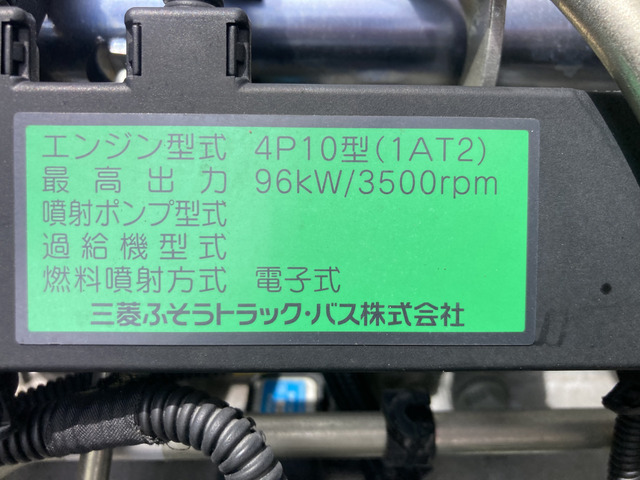 エンジン型式 4P10型(1AT2)
最高出力 96kW/3500rpm
噴射ポンプ型式
過給機型式
燃料噴射方式 電子式
三菱ふそうトラック・バス株式会社